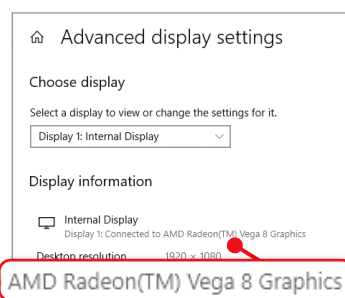 Advanced display settings
Choose display
Select a display to view or change the settings for it.
Display 1: Internal Display
Display information
Internal Display
Display 1: Connected to AMD Radeon(TM) Vega 8 Graphics
Desktop resolution 1920 × 1080
AMD Radeon(TM) Vega 8 Graphics